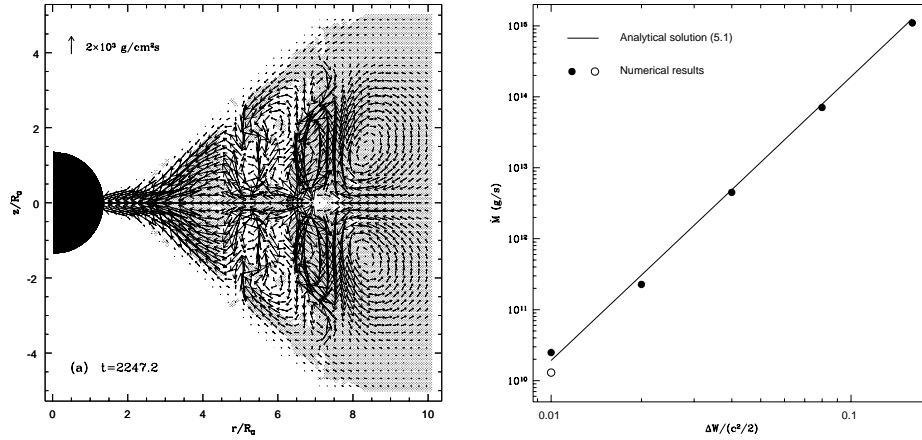 4
2
0
-2
-4
z/R_g
2×10³ g/cm²s
(a) t=2247.2
0
2
4
6
8
10
r/R_g
10¹⁵
10¹⁴
10¹³
10¹²
10¹¹
10¹⁰
Ṁ (g/s)
Analytical solution (5.1)
Numerical results
0.01
0.1
ΔW/(c²/2)